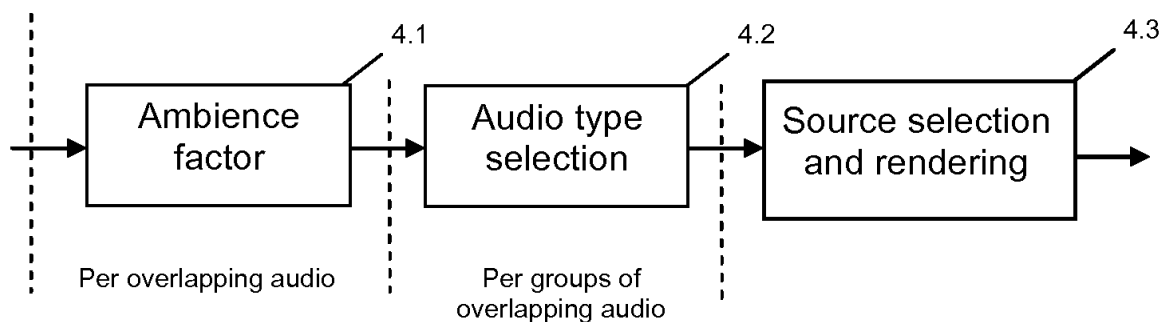 4.1
4.2
4.3
Ambience
factor
Audio type
selection
Source selection
and rendering
Per overlapping audio
Per groups of
overlapping audio